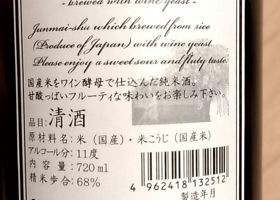 - brewed with wine yeast -
Junmai-shu which brewed from rice
(Produce of Japan) with wine yeast.
Please enjoy a sweet sour and fluity taste.
国産米をワイン酵母で仕込んだ純米酒。
甘酸っぱいフルーティな味わいをお楽しみ下さい。
品目：清酒
原材料名：米（国産）・米こうじ（国産米）
アルコール分：11度
内容量：720ml
精米歩合：68%
4 962418 132512
製造年月